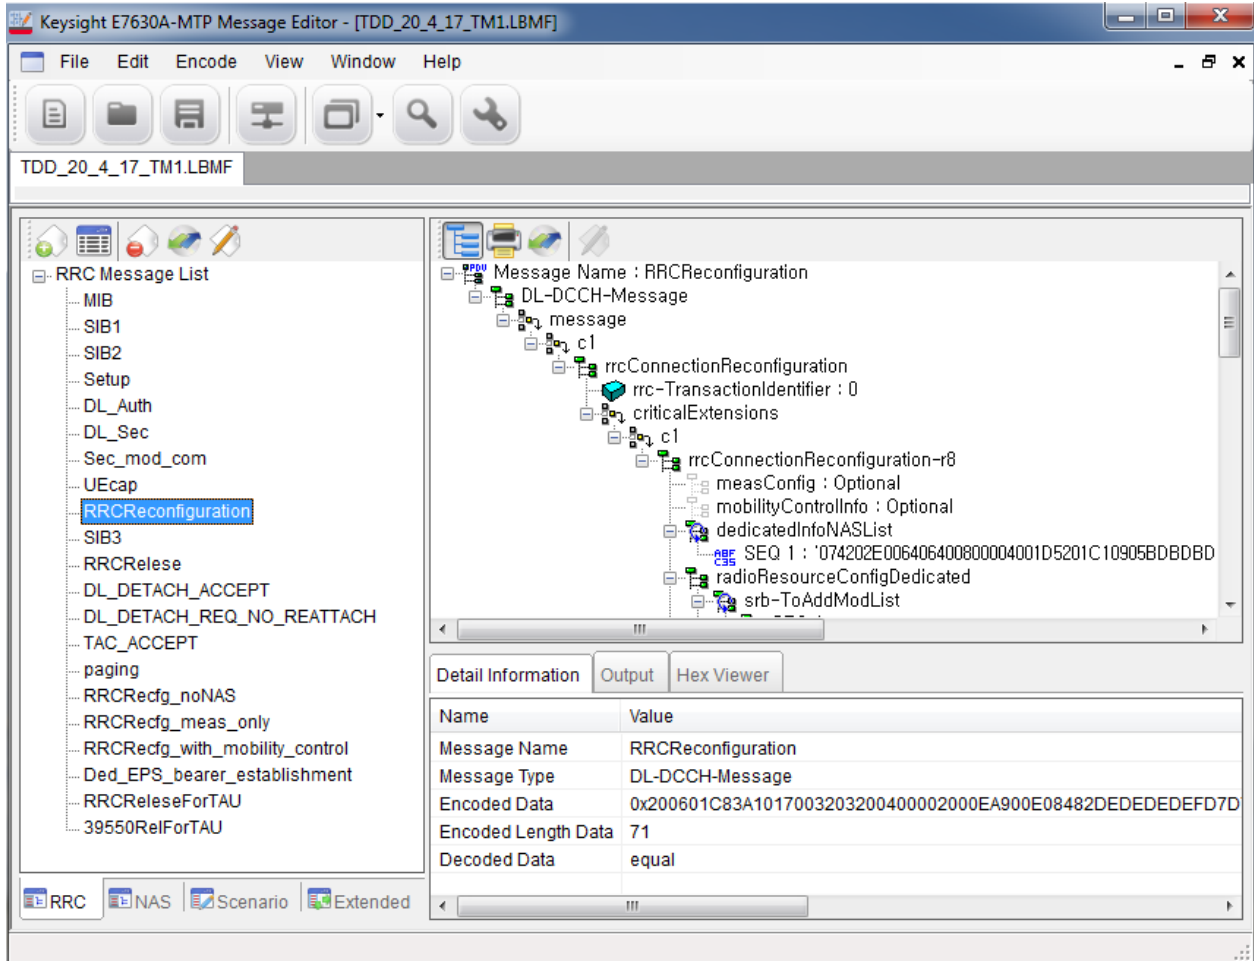 Keysight E7630A-MTP Message Editor - [TDD_20_4_17_TM1.LBMF]
File Edit Encode View Window Help
TDD_20_4_17_TM1.LBMF
RRC Message List
MIB
SIB1
SIB2
Setup
DL_Auth
DL_Sec
Sec_mod_com
UEcap
RRCReconfiguration
SIB3
RRCRelese
DL_DETACH_ACCEPT
DL_DETACH_REQ_NO_REATTACH
TAC_ACCEPT
paging
RRCRecfg_noNAS
RRCRecfg_meas_only
RRCRecfg_with_mobility_control
Ded_EPS_bearer_establishment
RRCReleseForTAU
39550RelForTAU
RRC NAS Scenario Extended
Message Name : RRCReconfiguration
DL-DCCH-Message
message
c1
rrcConnectionReconfiguration
rrc-TransactionIdentifier : 0
criticalExtensions
c1
rrcConnectionReconfiguration-r8
measConfig : Optional
mobilityControlInfo : Optional
dedicatedInfoNASList
SEQ 1 : '074202E006406400800004001D5201C10905BDBDBD
radioResourceConfigDedicated
srb-ToAddModList
Detail Information Output Hex Viewer
Name Value
Message Name RRCReconfiguration
Message Type DL-DCCH-Message
Encoded Data 0x200601C83A1017003203200400002000EA900E08482DEDEDEDEFD7D
Encoded Length Data 71
Decoded Data equal